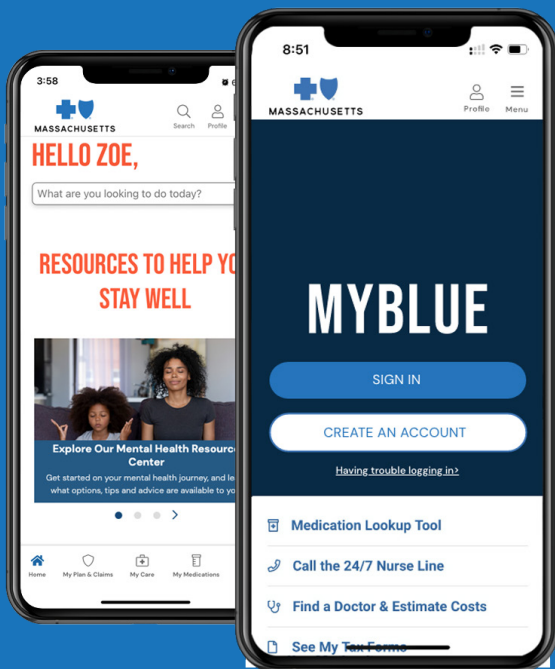 3:58
MASSACHUSETTS
Search
Profile
HELLO ZOE,
What are you looking to do today?
RESOURCES TO HELP YO
STAY WELL
Explore Our Mental Health Resourc
Center
Get started on your mental health journey, and le
what options, tips and advice are available to yo
Home
My Plan & Claims
My Care
My Medications
8:51
MASSACHUSETTS
Profile
Menu
MYBLUE
SIGN IN
CREATE AN ACCOUNT
Having trouble logging in>
Medication Lookup Tool
Call the 24/7 Nurse Line
Find a Doctor & Estimate Costs
See My Tax Forms